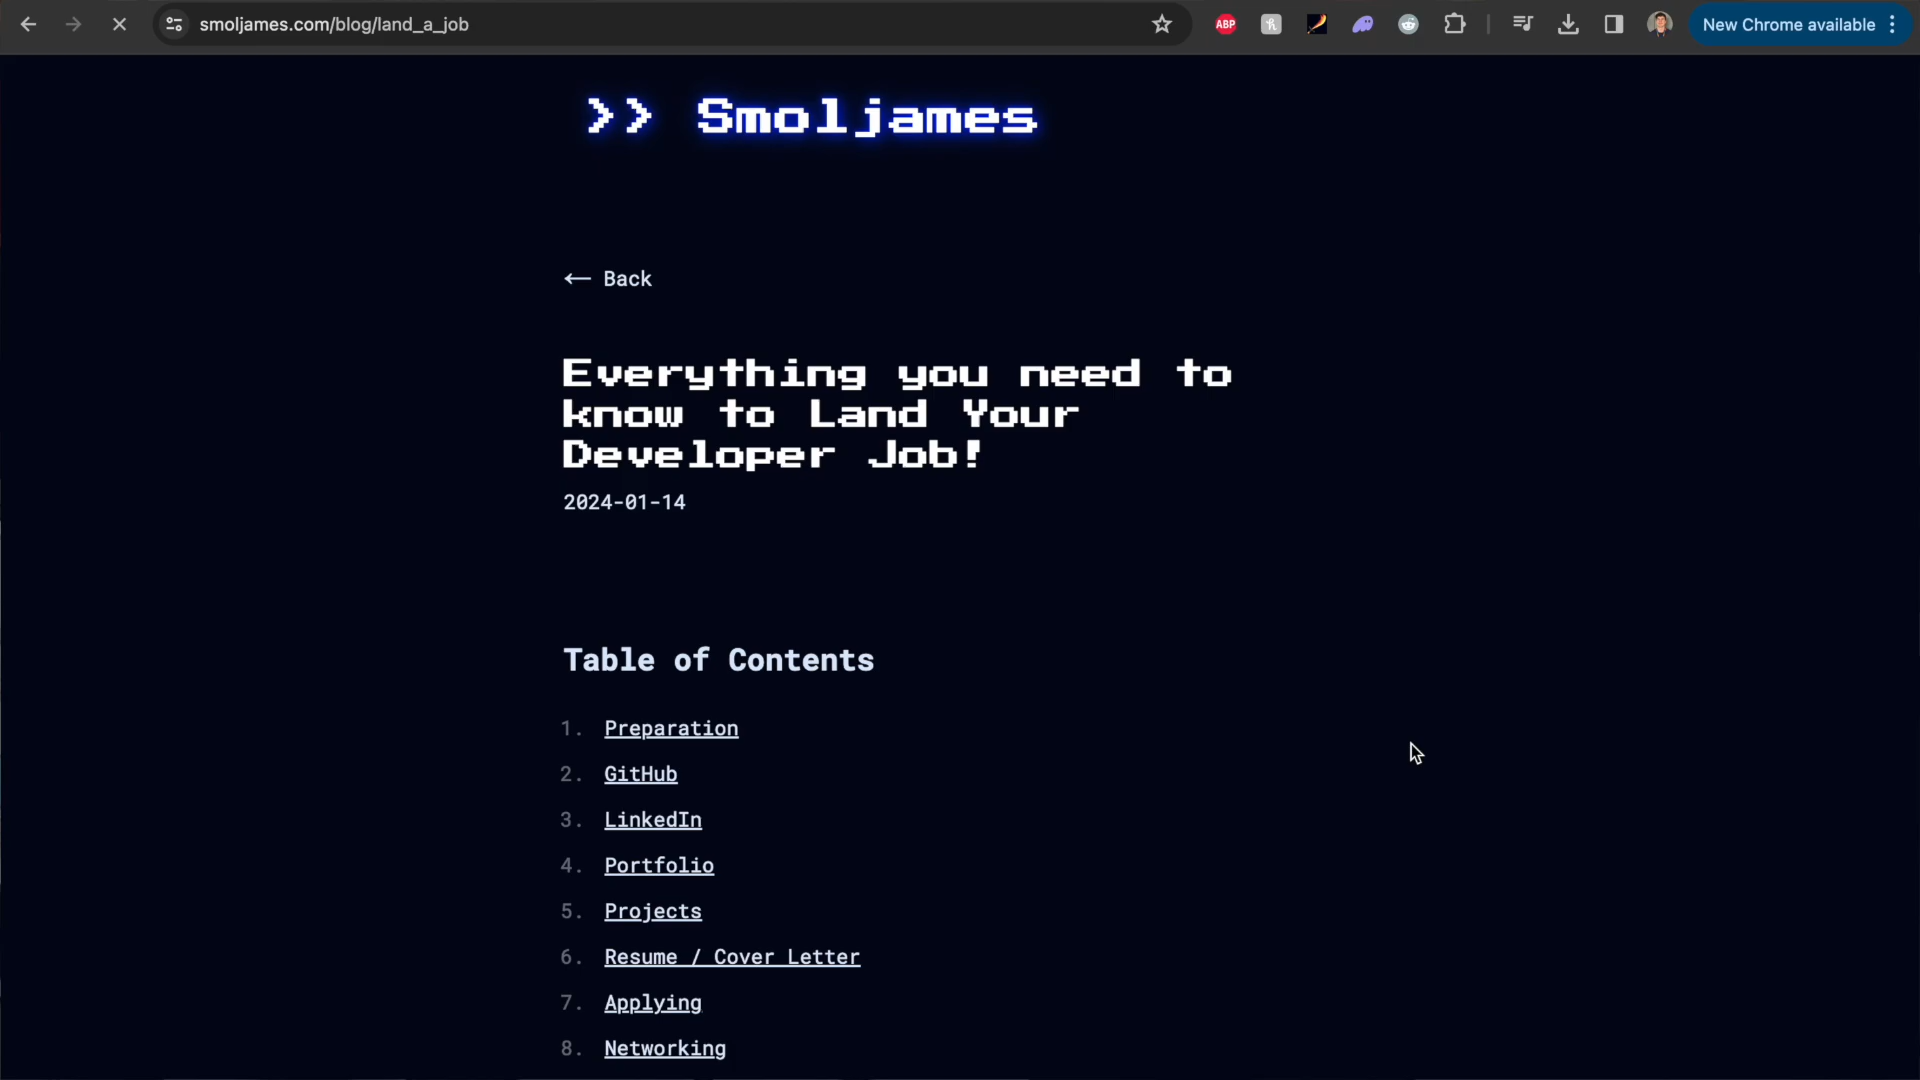 smoljames.com/blog/land_a_job
ABP
New Chrome available
>> Smoljames
← Back
Everything you need to
know to Land Your
Developer Job!
2024-01-14
Table of Contents
1. Preparation
2. GitHub
3. LinkedIn
4. Portfolio
5. Projects
6. Resume / Cover Letter
7. Applying
8. Networking